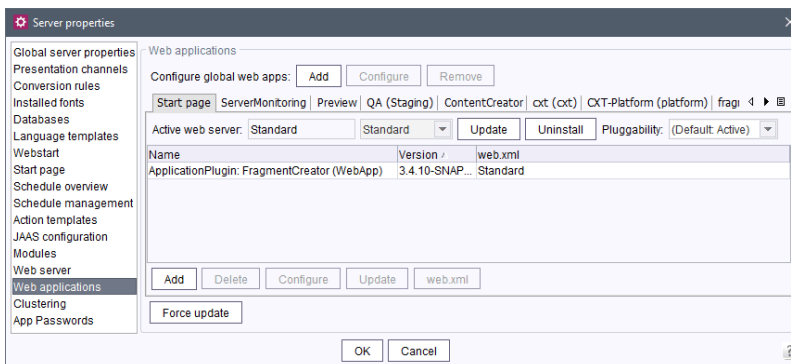 Server properties
Global server properties
Presentation channels
Conversion rules
Installed fonts
Databases
Language templates
Webstart
Start page
Schedule overview
Schedule management
Action templates
JAAS configuration
Modules
Web server
Web applications
Clustering
App Passwords
Web applications
Configure global web apps: Add Configure Remove
Start page ServerMonitoring Preview QA (Staging) ContentCreator cxt (cxt) CXT-Platform (platform)
Active web server: Standard Standard Update Uninstall Pluggability: (Default: Active)
Name Version web.xml
ApplicationPlugin: FragmentCreator (WebApp) 3.4.10-SNAP... Standard
Add Delete Configure Update web.xml
Force update
OK Cancel